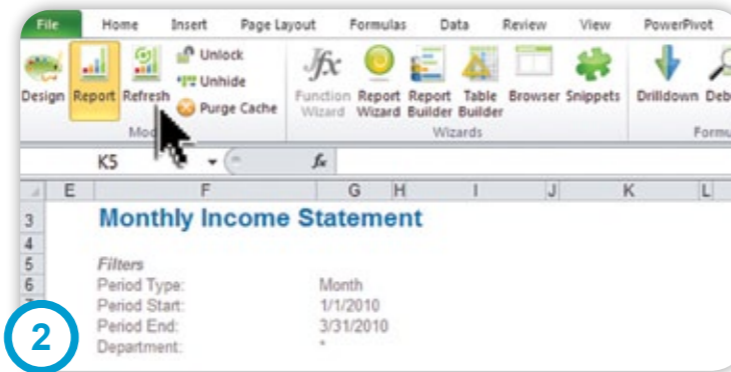 File Home Insert Page Layout Formulas Data Review View PowerPivot
Unlock
Unhide
Purge Cache
Design Report Refresh
Function Wizard
Report Wizard
Report Builder
Table Builder
Browser Snippets
Drilldown
Wizards
K5 fx
E F G H I J K L
3 Monthly Income Statement
4
5 Filters
6 Period Type: Month
Period Start: 1/1/2010
Period End: 3/31/2010
Department: *
2